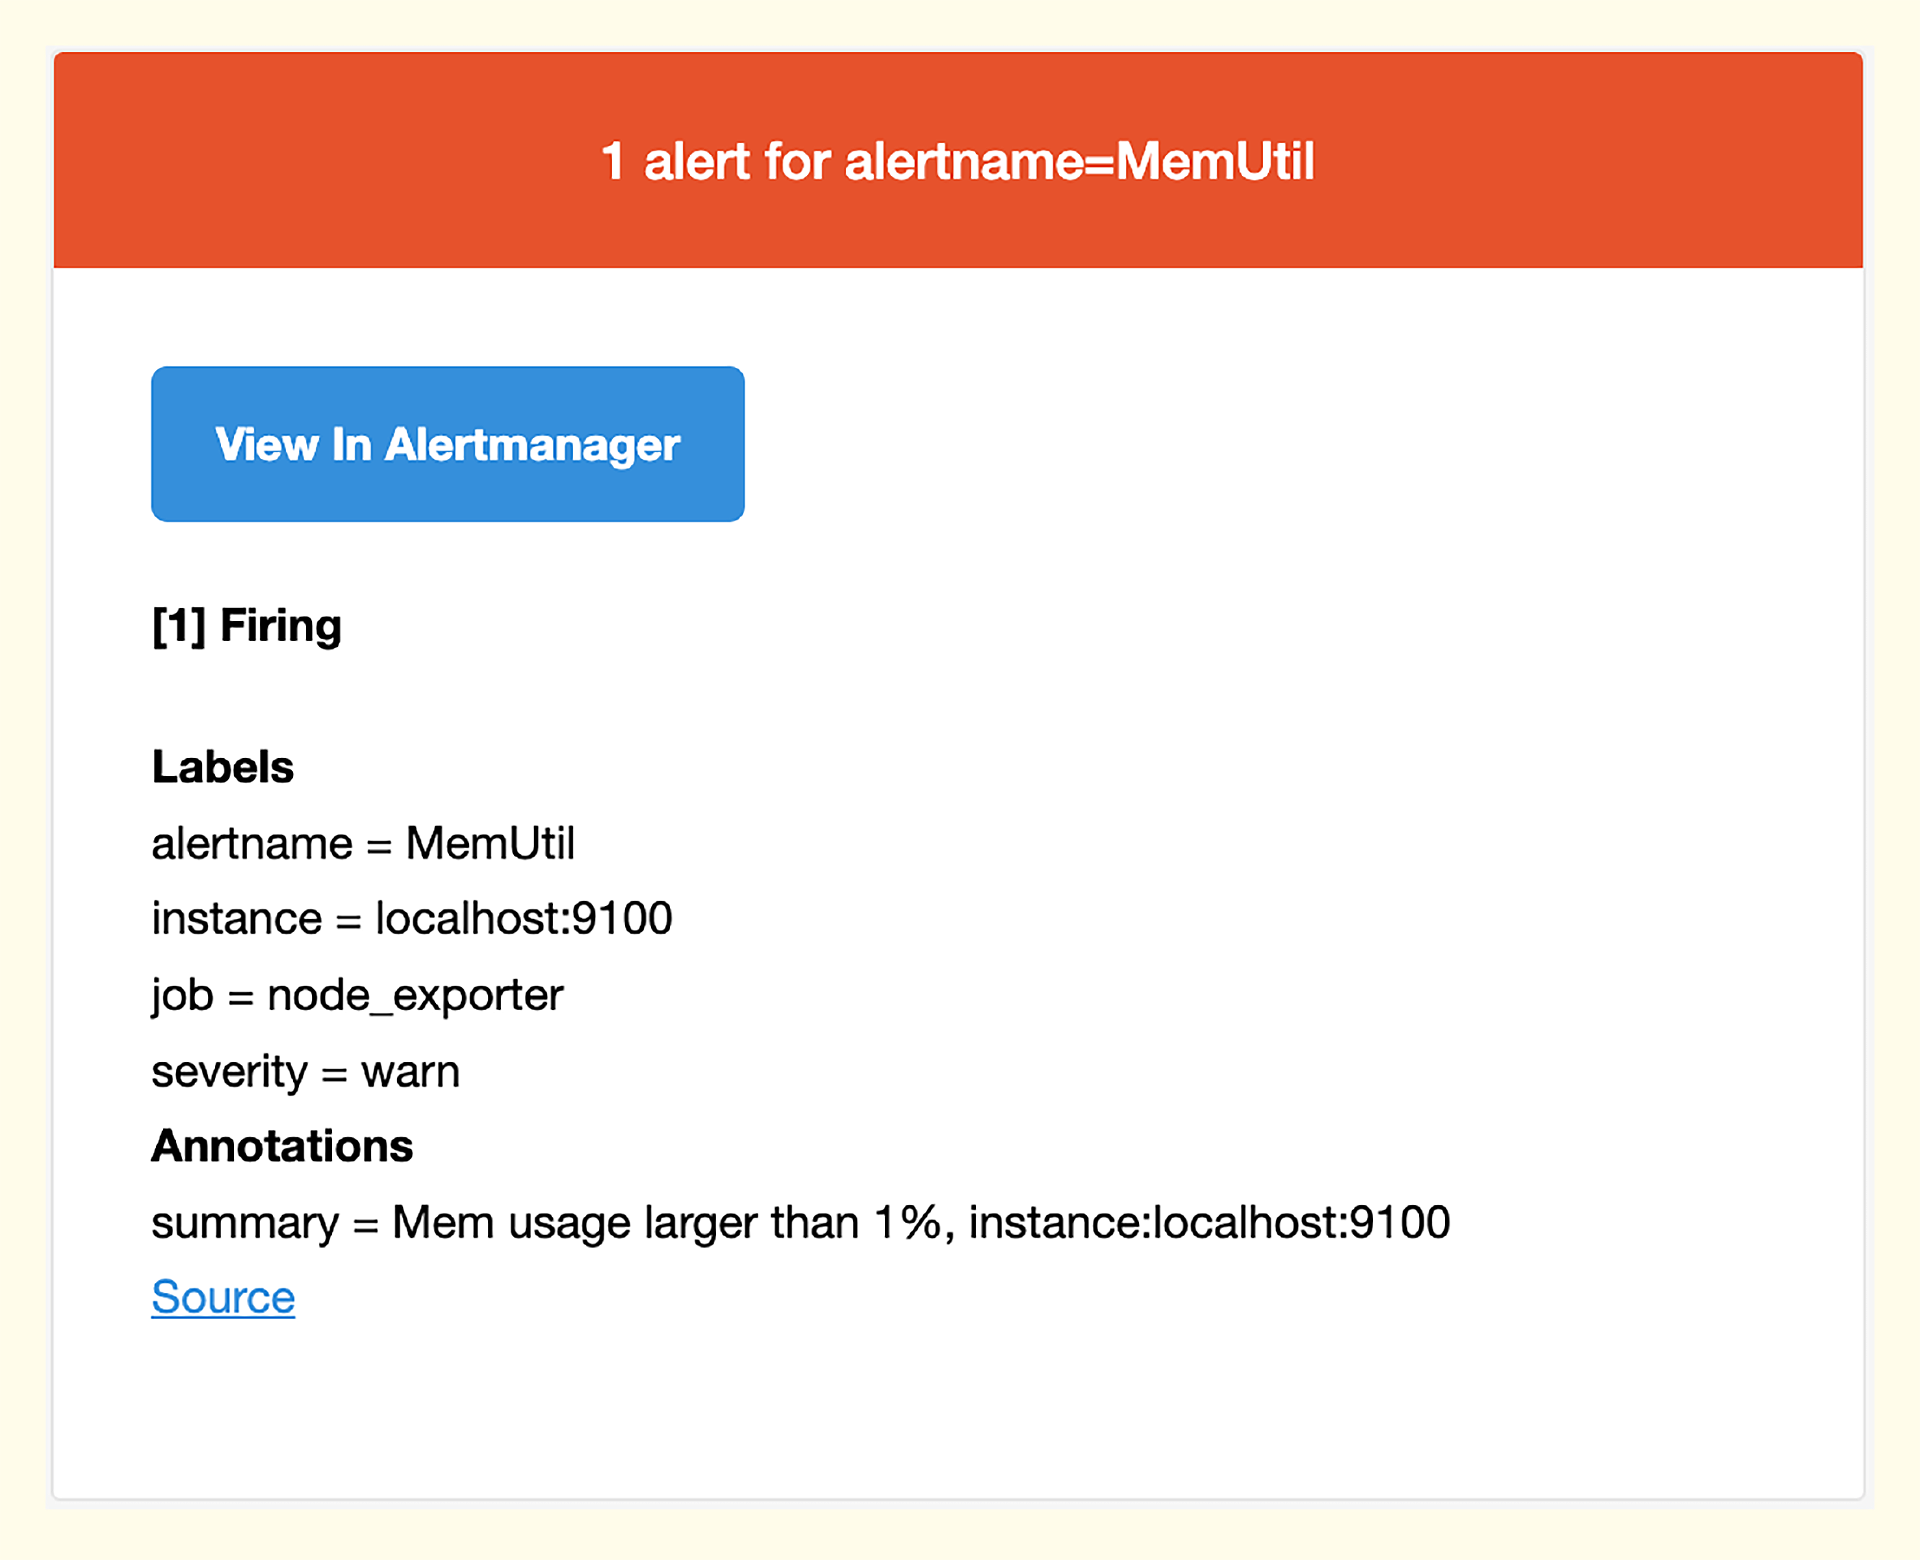 1 alert for alertname=MemUtil
View In Alertmanager
[1] Firing
Labels
alertname = MemUtil
instance = localhost:9100
job = node_exporter
severity = warn
Annotations
summary = Mem usage larger than 1%, instance:localhost:9100
Source